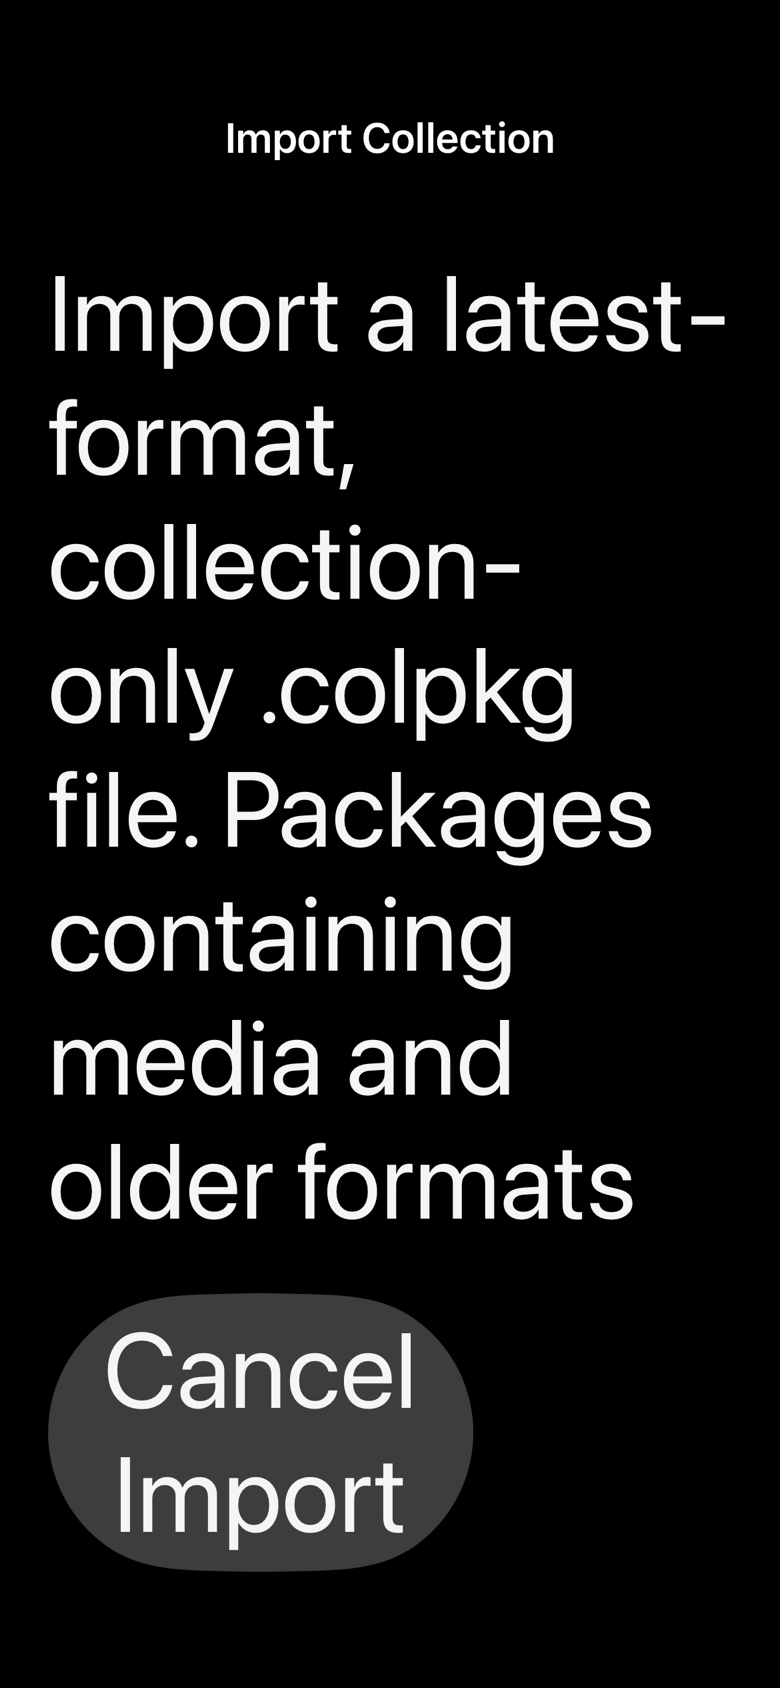 Import Collection
Import a latest-
format,
collection-
only .colpkg
file. Packages
containing
media and
older formats
Cancel
Import